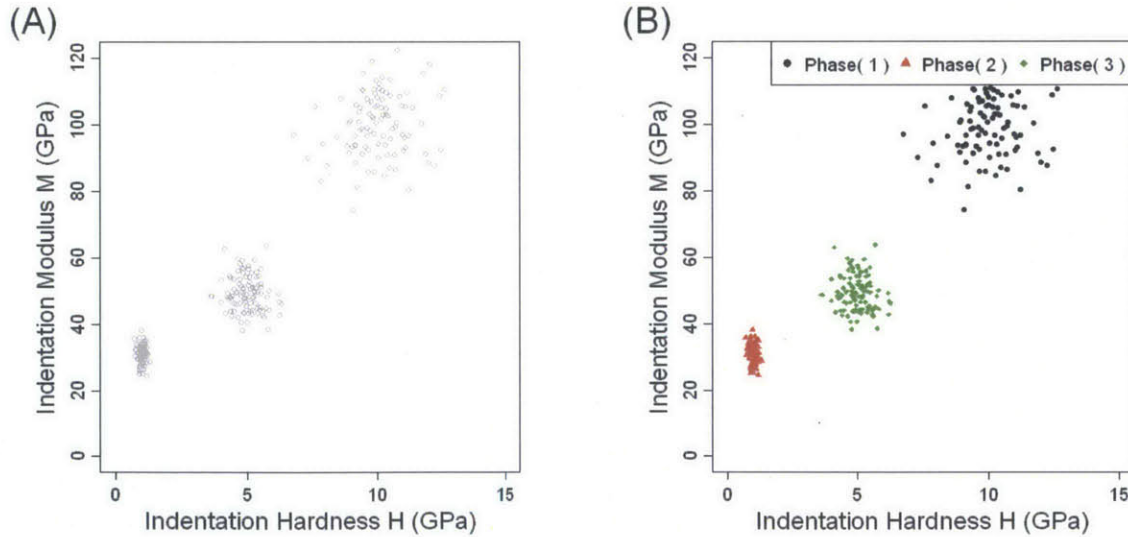 (A)
120
100
80
60
40
20
0
Indentation Modulus M (GPa)
0 5 10 15
Indentation Hardness H (GPa)
(B)
Phase( 1 ) Phase( 2 ) Phase( 3 )
120
100
80
60
40
20
0
Indentation Modulus M (GPa)
0 5 10 15
Indentation Hardness H (GPa)